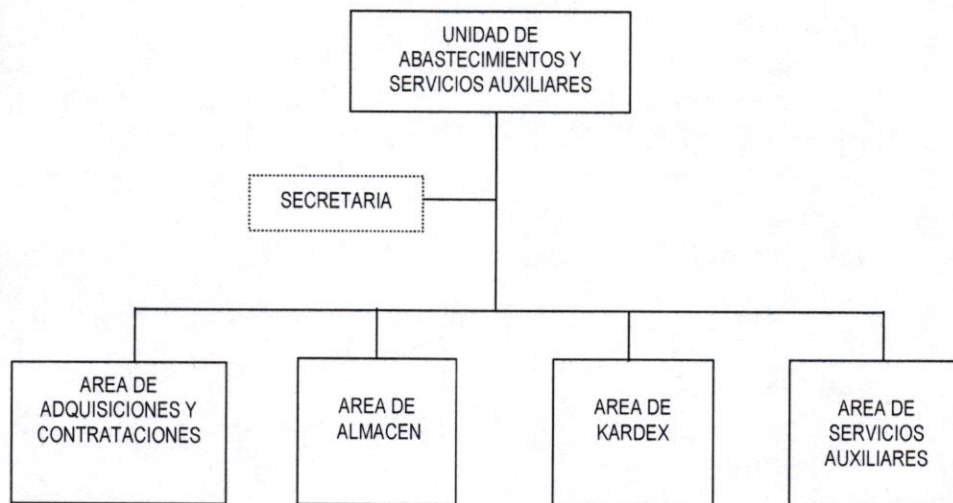 UNIDAD DE
ABASTECIMIENTOS Y
SERVICIOS AUXILIARES
SECRETARIA
AREA DE
ADQUISICIONES Y
CONTRATACIONES
AREA DE
ALMACEN
AREA DE
KARDEX
AREA DE
SERVICIOS
AUXILIARES